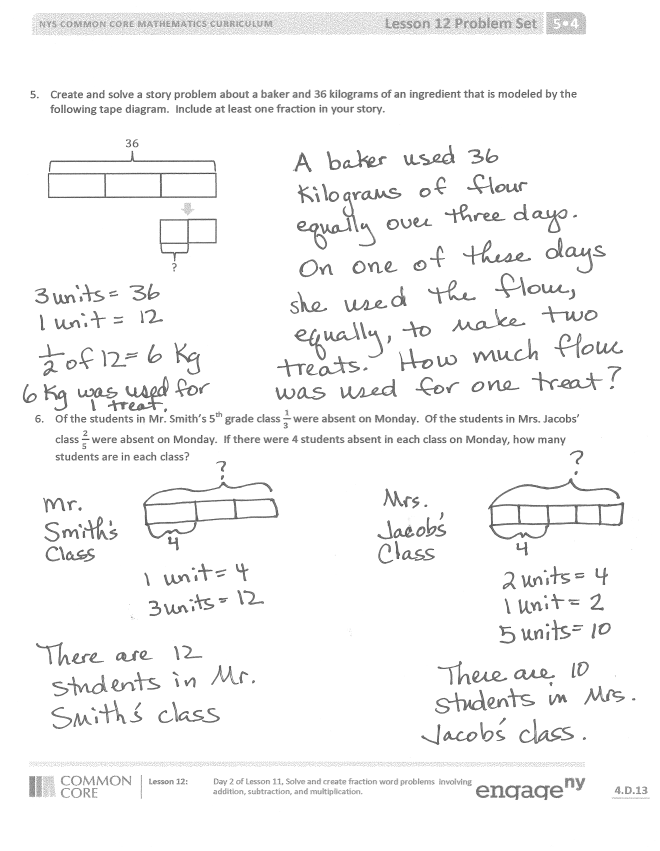 NYS COMMON CORE MATHEMATICS CURRICULUM
Lesson 12 Problem Set 5•4
5. Create and solve a story problem about a baker and 36 kilograms of an ingredient that is modeled by the
following tape diagram. Include at least one fraction in your story.
36
?
3 units = 36
1 unit = 12
1/2 of 12 = 6 Kg
6 Kg was used for
1 treat.
A baker used 36
Kilograms of flour
equally over three days.
On one of these days
she used the flour,
equally, to make two
treats. How much flour
was used for one treat?
6. Of the students in Mr. Smith's 5th grade class 1/3 were absent on Monday. Of the students in Mrs. Jacobs'
class 2/5 were absent on Monday. If there were 4 students absent in each class on Monday, how many
students are in each class?
Mr.
Smith's
Class
?
4
1 unit = 4
3 units = 12
There are 12
students in Mr.
Smith's class
Mrs.
Jacob's
Class
?
4
2 units = 4
1 unit = 2
5 units = 10
There are 10
students in Mrs.
Jacob's class.
COMMON
CORE
Lesson 12:
Day 2 of Lesson 11, Solve and create fraction word problems involving
addition, subtraction, and multiplication.
engageny
4.D.13